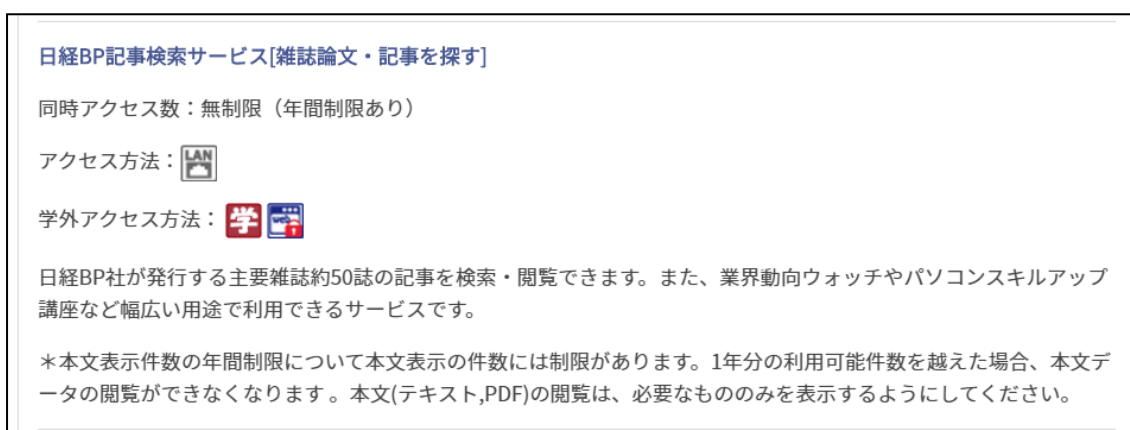 日経BP記事検索サービス[雑誌論文・記事を探す]
同時アクセス数：無制限（年間制限あり）
アクセス方法：LAN
学外アクセス方法：学 web
日経BP社が発行する主要雑誌約50誌の記事を検索・閲覧できます。また、業界動向ウォッチやパソコンスキルアップ
講座など幅広い用途で利用できるサービスです。
＊本文表示件数の年間制限について本文表示の件数には制限があります。1年分の利用可能件数を越えた場合、本文デ
ータの閲覧ができなくなります 。本文(テキスト,PDF)の閲覧は、必要なもののみを表示するようにしてください。